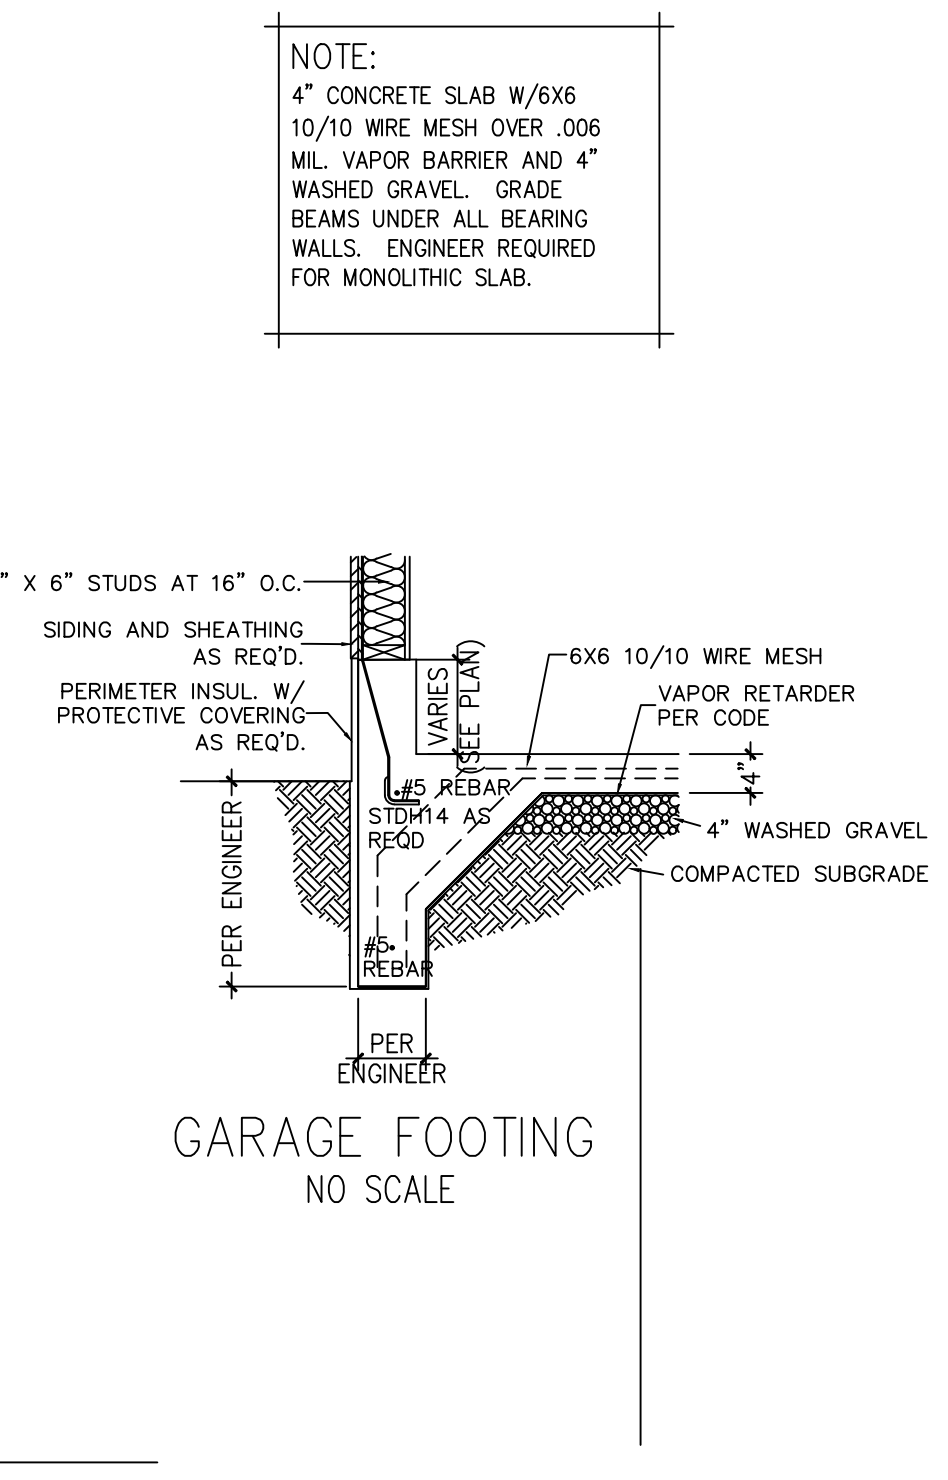 NOTE:
4" CONCRETE SLAB W/6X6
10/10 WIRE MESH OVER .006
MIL. VAPOR BARRIER AND 4"
WASHED GRAVEL. GRADE
BEAMS UNDER ALL BEARING
WALLS. ENGINEER REQUIRED
FOR MONOLITHIC SLAB.
" X 6" STUDS AT 16" O.C.
SIDING AND SHEATHING
AS REQ'D.
PERIMETER INSUL. W/
PROTECTIVE COVERING
AS REQ'D.
VARIES
(SEE PLAN)
6X6 10/10 WIRE MESH
VAPOR RETARDER
PER CODE
4"
#5 REBAR
STDH14 AS
REQD
4" WASHED GRAVEL
COMPACTED SUBGRADE
PER ENGINEER
#5
REBAR
PER
ENGINEER
GARAGE FOOTING
NO SCALE